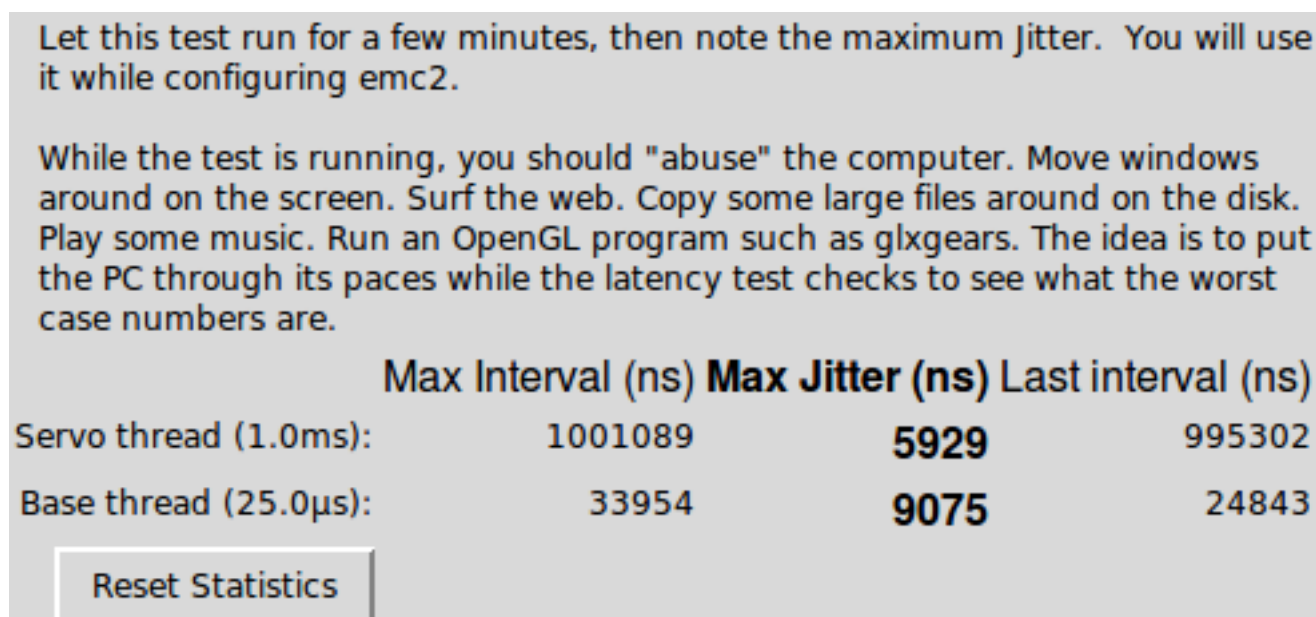 Let this test run for a few minutes, then note the maximum Jitter.  You will use
it while configuring emc2.
While the test is running, you should "abuse" the computer. Move windows
around on the screen. Surf the web. Copy some large files around on the disk.
Play some music. Run an OpenGL program such as glxgears. The idea is to put
the PC through its paces while the latency test checks to see what the worst
case numbers are.
Max Interval (ns) Max Jitter (ns) Last interval (ns)
Servo thread (1.0ms): 1001089 5929 995302
Base thread (25.0µs): 33954 9075 24843
Reset Statistics